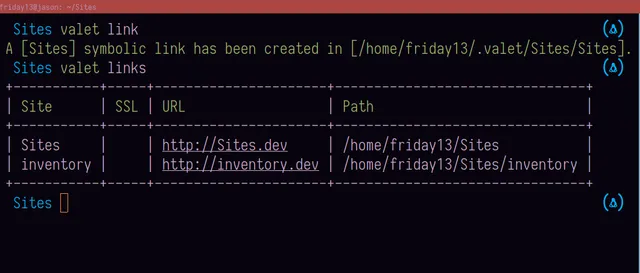 friday13@jason: ~/Sites
Sites valet link
A [Sites] symbolic link has been created in [/home/friday13/.valet/Sites/Sites].
Sites valet links
+-----------+-----+----------------------+--------------------------------+
| Site | SSL | URL | Path |
+-----------+-----+----------------------+--------------------------------+
| Sites | | http://Sites.dev | /home/friday13/Sites |
| inventory | | http://inventory.dev | /home/friday13/Sites/inventory |
+-----------+-----+----------------------+--------------------------------+
Sites